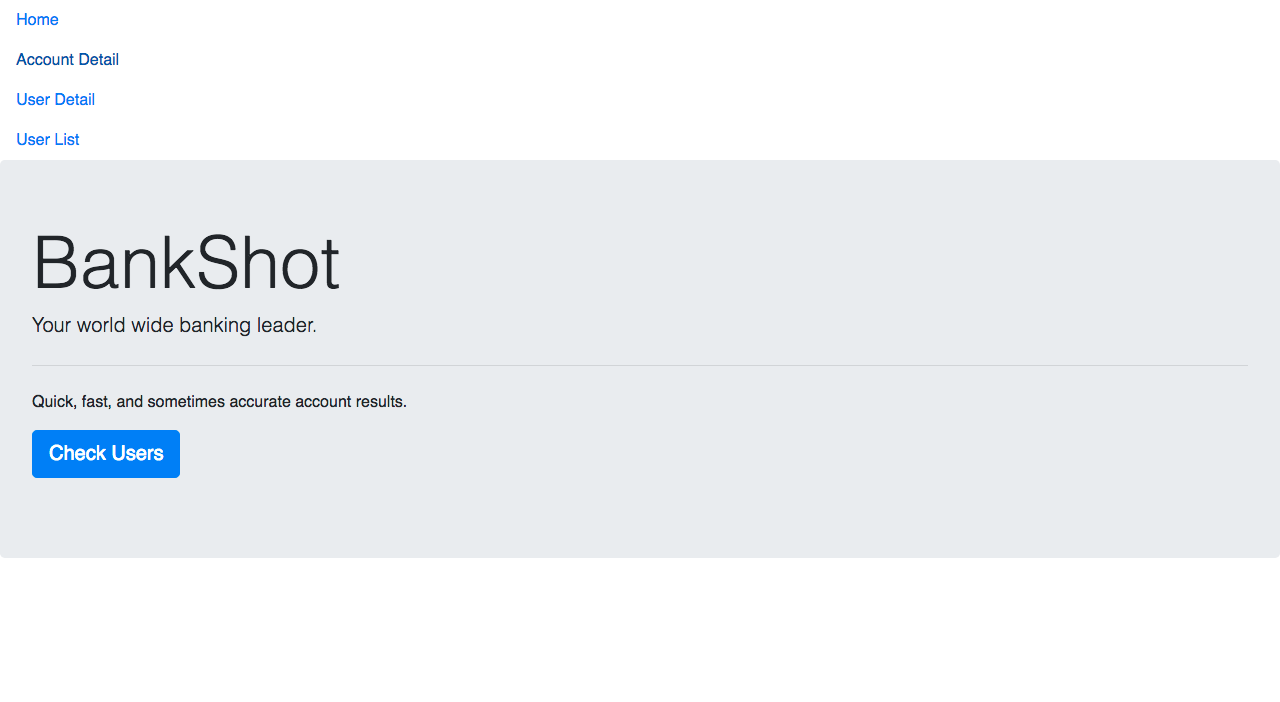 Home
Account Detail
User Detail
User List
BankShot
Your world wide banking leader.
Quick, fast, and sometimes accurate account results.
Check Users